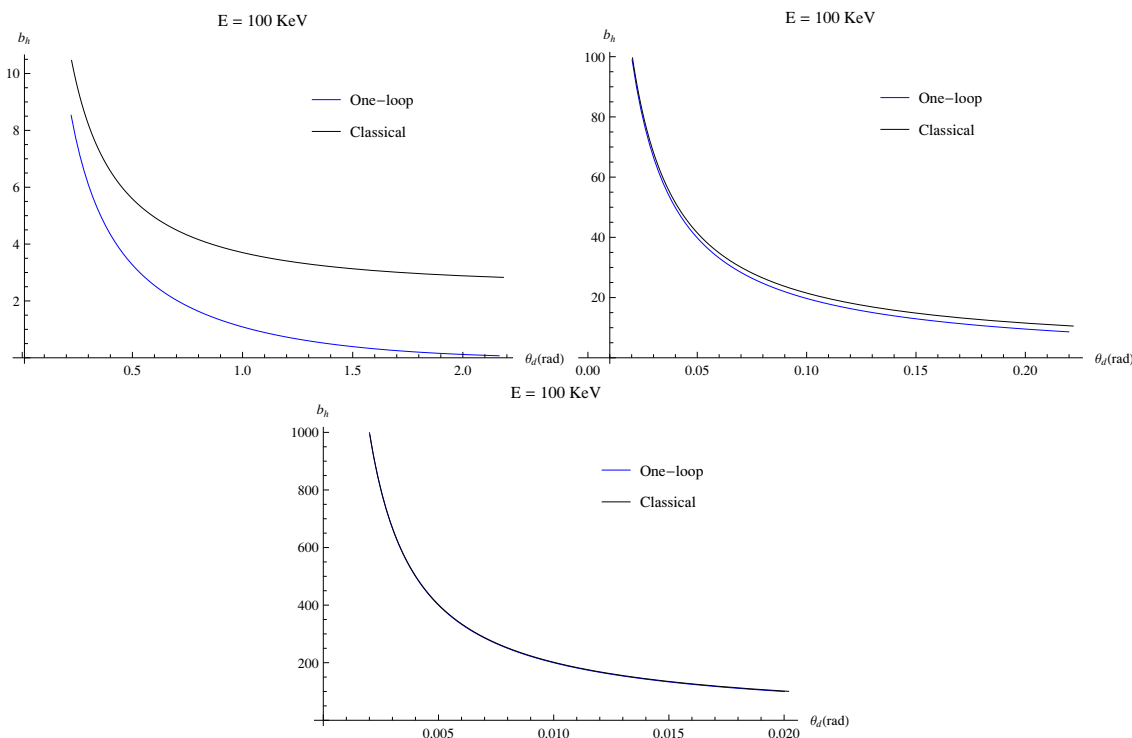 E = 100 KeV
b_h
10
8
6
4
2
0.5
1.0
1.5
2.0
θ_d(rad)
One−loop
Classical
E = 100 KeV
b_h
100
80
60
40
20
0.00
0.05
0.10
0.15
0.20
θ_d(rad)
One−loop
Classical
E = 100 KeV
b_h
1000
800
600
400
200
0.005
0.010
0.015
0.020
θ_d(rad)
One−loop
Classical